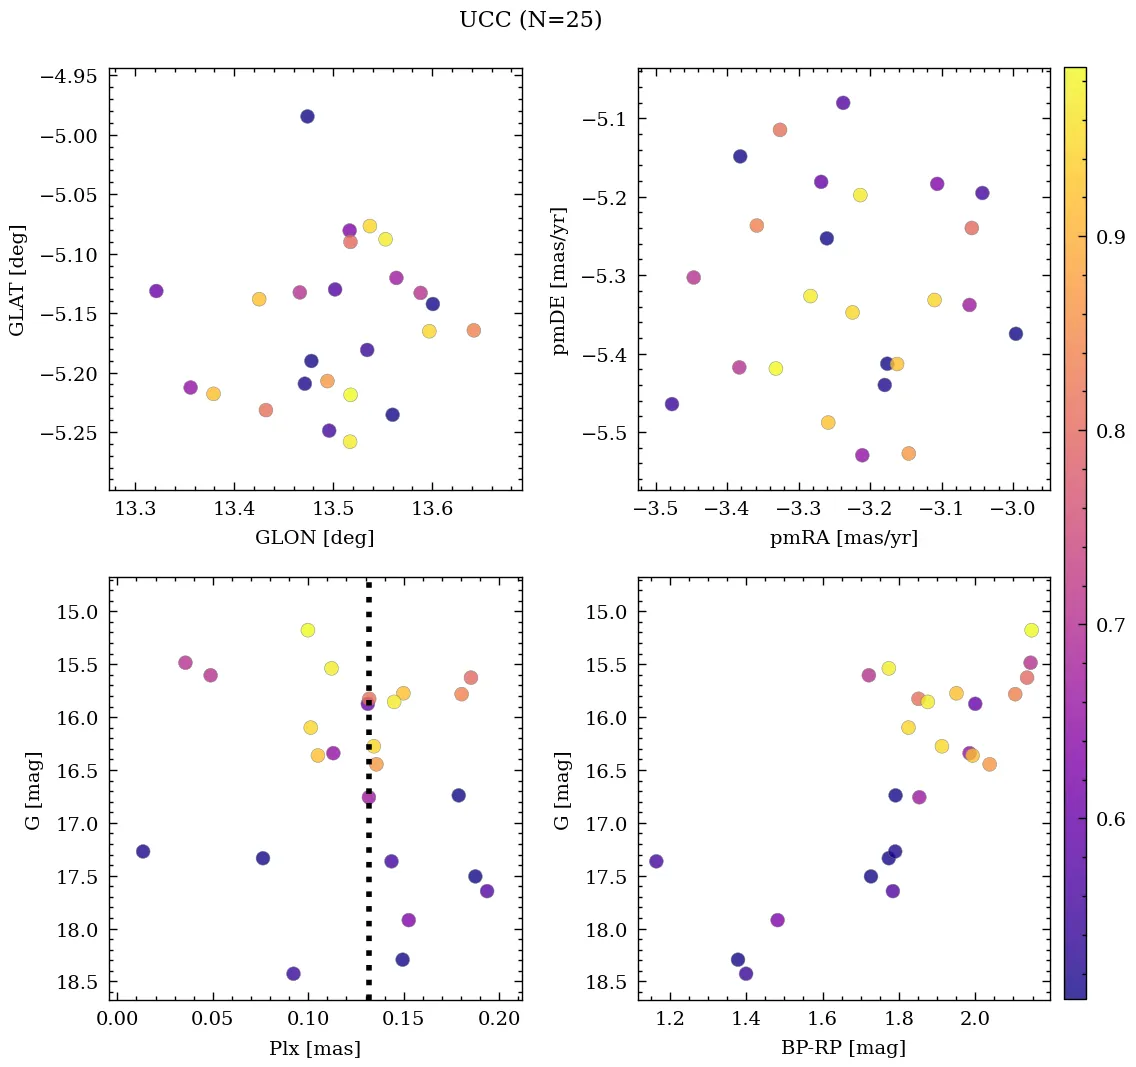 UCC (N=25)
−4.95
−5.00
−5.05
−5.10
−5.15
−5.20
−5.25
GLAT [deg]
13.3 13.4 13.5 13.6
GLON [deg]
−5.1
−5.2
−5.3
−5.4
−5.5
pmDE [mas/yr]
−3.5 −3.4 −3.3 −3.2 −3.1 −3.0
pmRA [mas/yr]
0.9
0.8
0.7
0.6
15.0
15.5
16.0
16.5
17.0
17.5
18.0
18.5
G [mag]
0.00 0.05 0.10 0.15 0.20
Plx [mas]
15.0
15.5
16.0
16.5
17.0
17.5
18.0
18.5
G [mag]
1.2 1.4 1.6 1.8 2.0
BP-RP [mag]